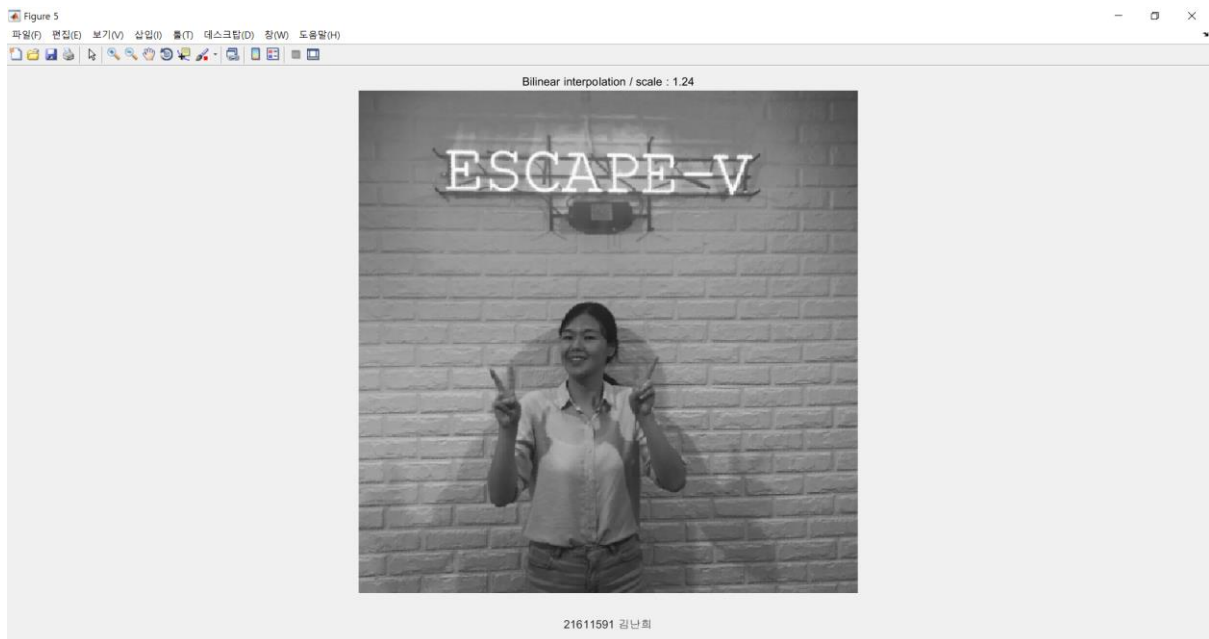 Figure 5
파일(F) 편집(E) 보기(V) 삽입(I) 툴(T) 데스크탑(D) 창(W) 도움말(H)
Bilinear interpolation / scale : 1.24
ESCAPE-V
21611591 김난희